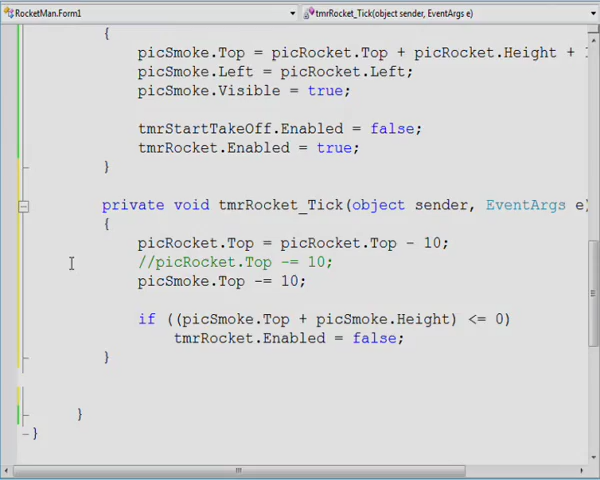 RocketMan.Form1
tmrRocket_Tick(object sender, EventArgs e)
{
picSmoke.Top = picRocket.Top + picRocket.Height +
picSmoke.Left = picRocket.Left;
picSmoke.Visible = true;
tmrStartTakeOff.Enabled = false;
tmrRocket.Enabled = true;
}
private void tmrRocket_Tick(object sender, EventArgs e)
{
picRocket.Top = picRocket.Top - 10;
//picRocket.Top -= 10;
picSmoke.Top -= 10;
if ((picSmoke.Top + picSmoke.Height) <= 0)
tmrRocket.Enabled = false;
}
}
}